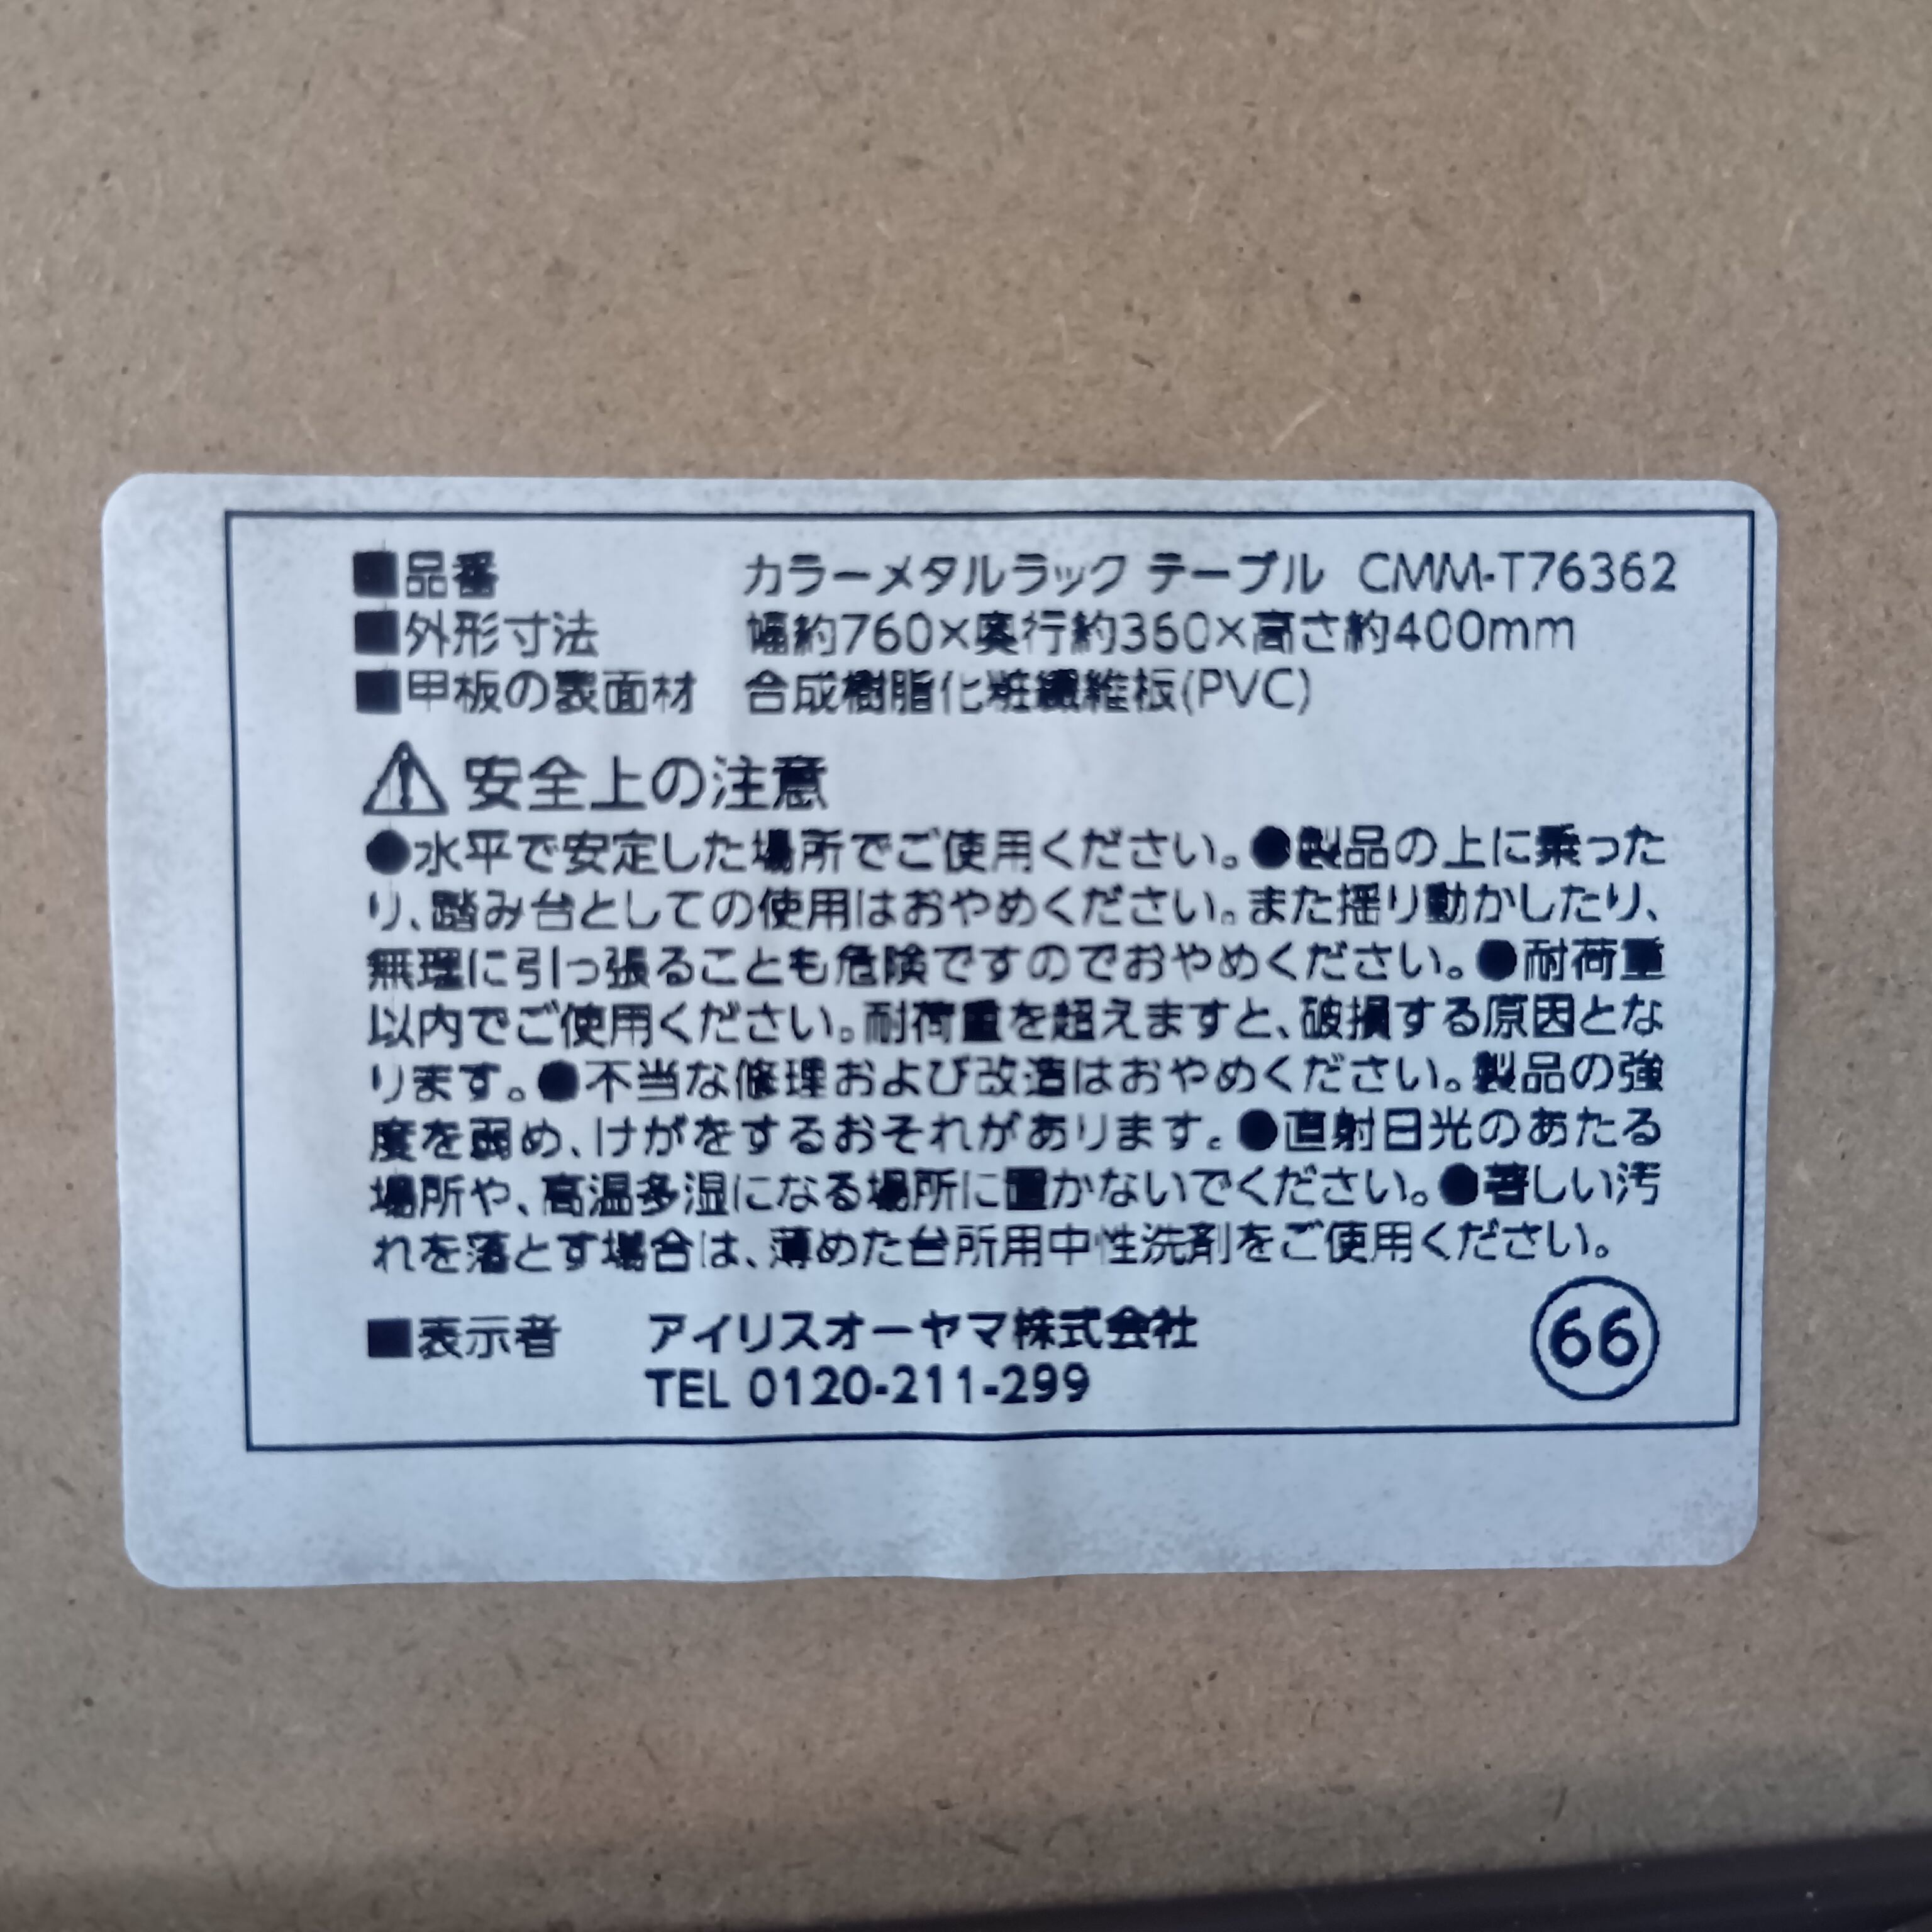 ■品番 カラーメタルラック テーブル CMM-T76362
■外形寸法 幅約760×奥行約360×高さ約400mm
■甲板の表面材 合成樹脂化粧繊維板(PVC)
⚠安全上の注意
●水平で安定した場所でご使用ください。●製品の上に乗った
り、踏み台としての使用はおやめください。また揺り動かしたり、
無理に引っ張ることも危険ですのでおやめください。●耐荷重
以内でご使用ください。耐荷重を超えますと、破損する原因とな
ります。●不当な修理および改造はおやめください。製品の強
度を弱め、けがをするおそれがあります。●直射日光のあたる
場所や、高温多湿になる場所に置かないでください。●著しい汚
れを落とす場合は、薄めた台所用中性洗剤をご使用ください。
■表示者 アイリスオーヤマ株式会社
TEL 0120-211-299
66